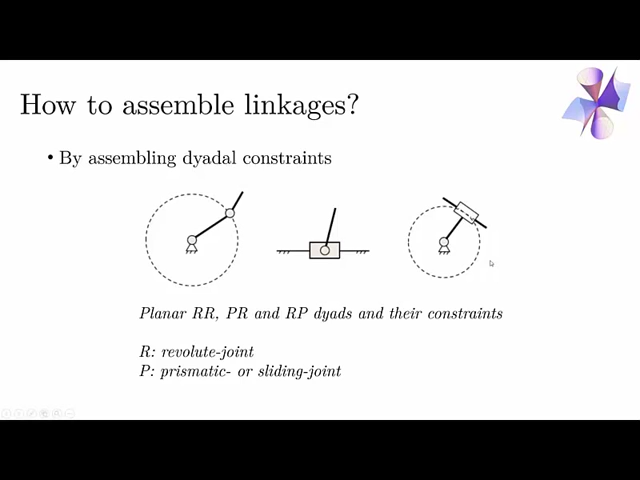 How to assemble linkages?
• By assembling dyadal constraints
Planar RR, PR and RP dyads and their constraints
R: revolute-joint
P: prismatic- or sliding-joint